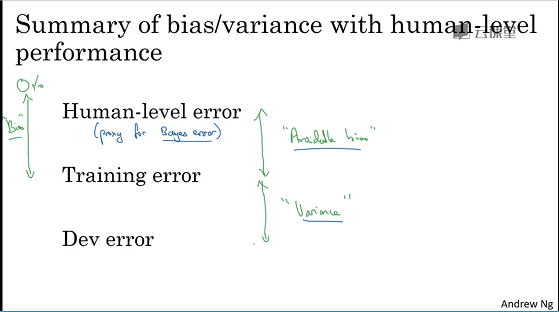 Summary of bias/variance with human-level
performance
云课堂
0%
Human-level error
"Bias"
(proxy for Bayes error)
"Avoidable bias"
Training error
"Variance"
Dev error
Andrew Ng